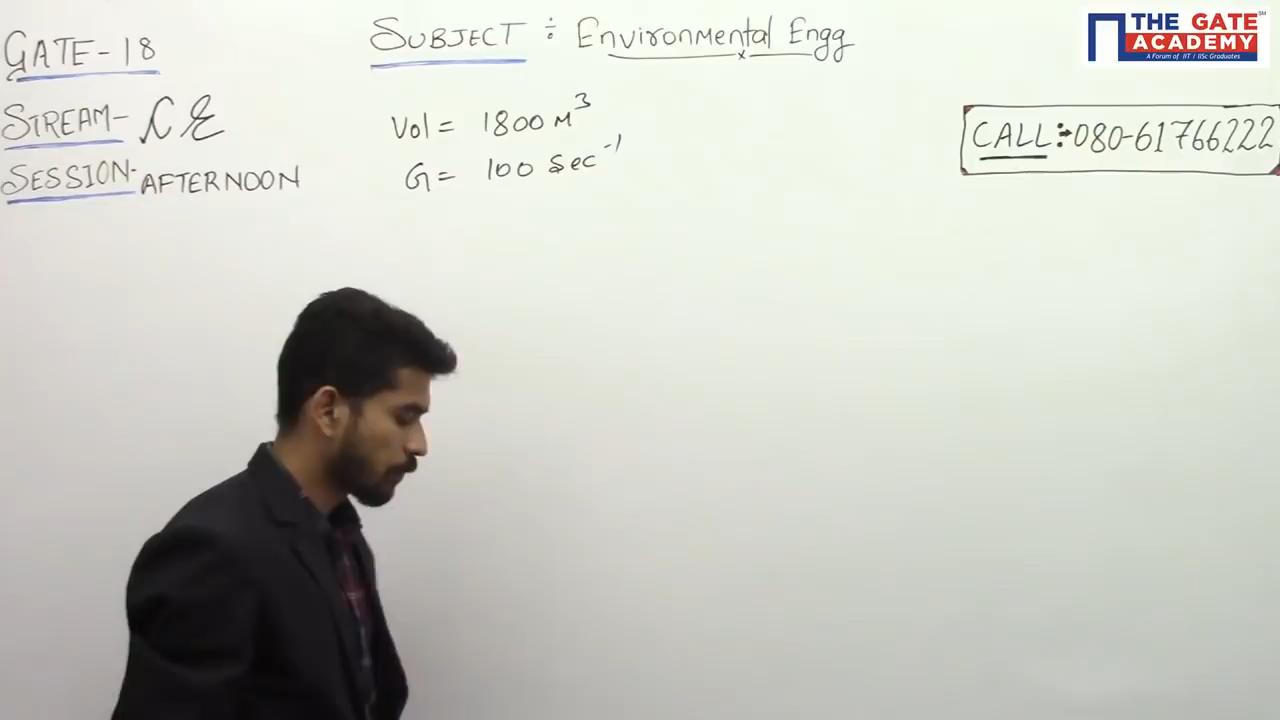 GATE-18
SUBJECT ÷ Environmental Engg
THE GATE ACADEMY
A Forum of IIT / IISc Graduates
STREAM- CE
Vol = 1800 M³
CALL :→ 080-61766222
SESSION- AFTERNOON
G = 100 Sec⁻¹